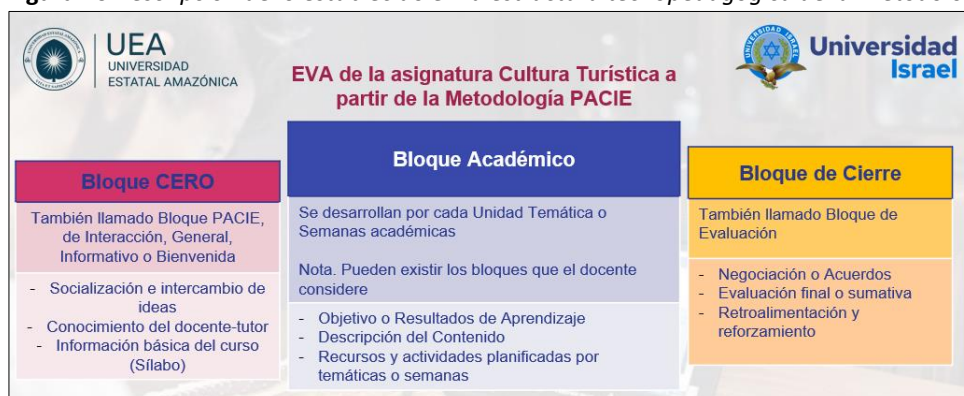 UEA
UNIVERSIDAD
ESTATAL AMAZÓNICA
EVA de la asignatura Cultura Turística a
partir de la Metodología PACIE
Universidad
Israel
Bloque CERO
También llamado Bloque PACIE,
de Interacción, General,
Informativo o Bienvenida
- Socialización e intercambio de
ideas
- Conocimiento del docente-tutor
- Información básica del curso
(Sílabo)
Bloque Académico
Se desarrollan por cada Unidad Temática o
Semanas académicas
Nota. Pueden existir los bloques que el docente
considere
- Objetivo o Resultados de Aprendizaje
- Descripción del Contenido
- Recursos y actividades planificadas por
temáticas o semanas
Bloque de Cierre
También llamado Bloque de
Evaluación
- Negociación o Acuerdos
- Evaluación final o sumativa
- Retroalimentación y
reforzamiento